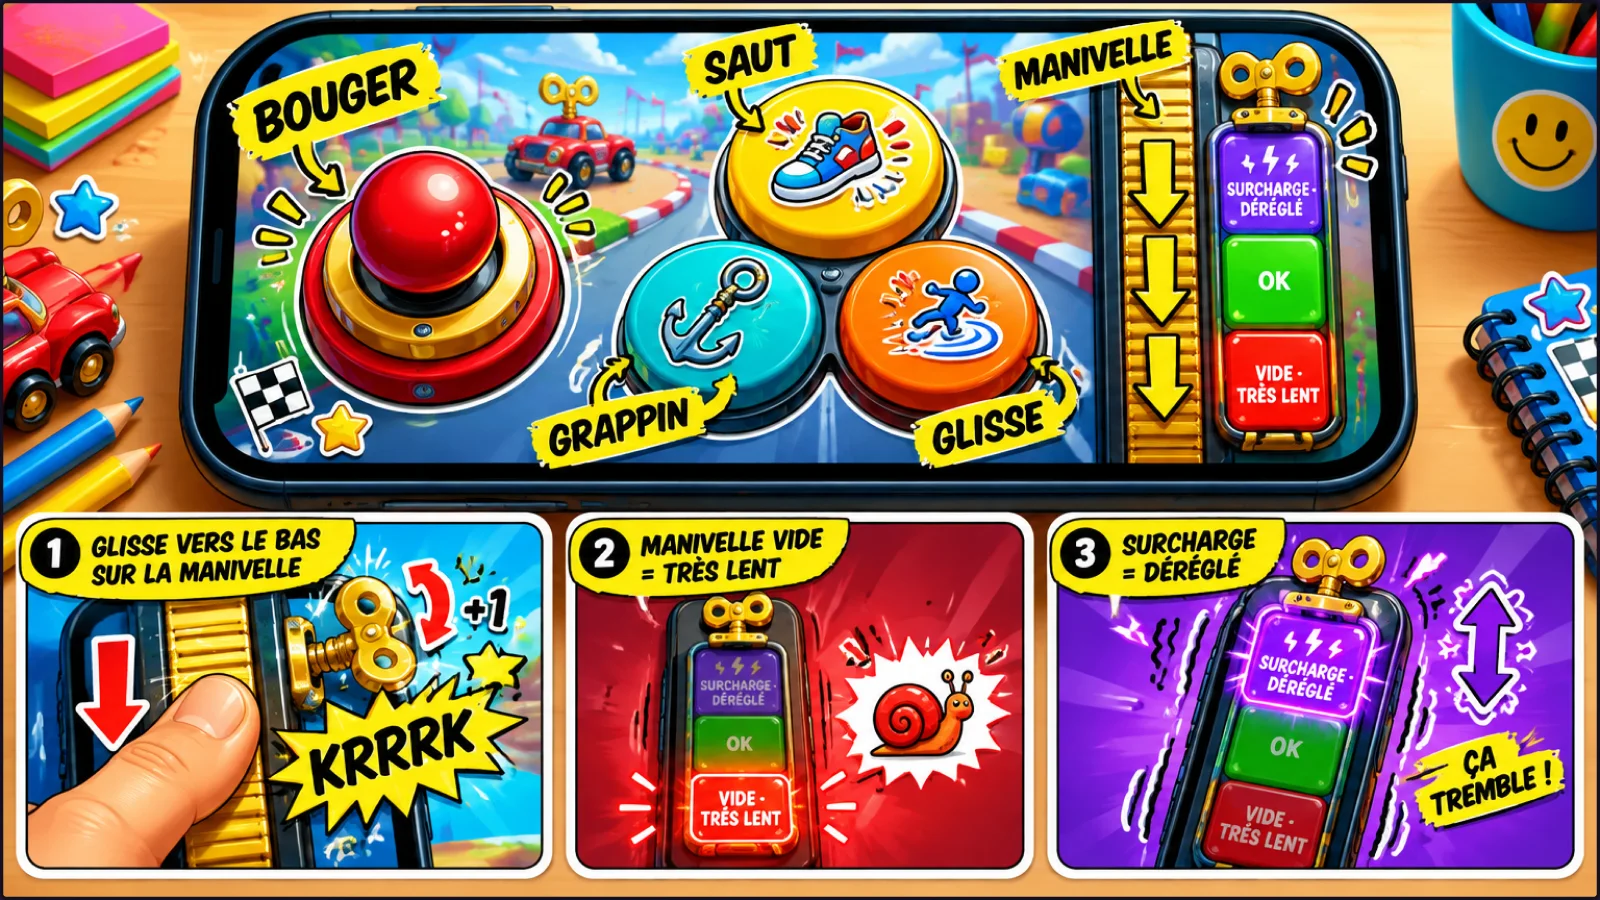 BOUGER
SAUT
MANIVELLE
SURCHARGE·
DÉRÉGLÉ
OK
VIDE·
TRÈS LENT
GRAPPIN
GLISSE
1 GLISSE VERS LE BAS
SUR LA MANIVELLE
+1
KRRRK
2 MANIVELLE VIDE
= TRÈS LENT
SURCHARGE·
DÉRÉGLÉ
OK
VIDE·
TRÉS LENT
3 SURCHARGE
= DÉRÉGLÉ
SURCHARGE·
DÉRÉGLÉ
OK
VIDE·
TRÈS LENT
ÇA
TREMBLE !